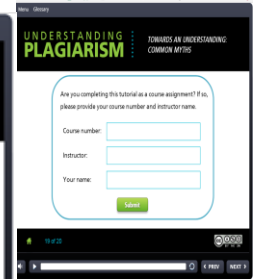 Menu Glossary
UNDERSTANDING
PLAGIARISM
TOWARDS AN UNDERSTANDING:
COMMON MYTHS
Are you completing this tutorial as a course assignment? If so,
please provide your course number and instructor name.
Course number:
Instructor:
Your name:
Submit
19 of 20
PREV NEXT